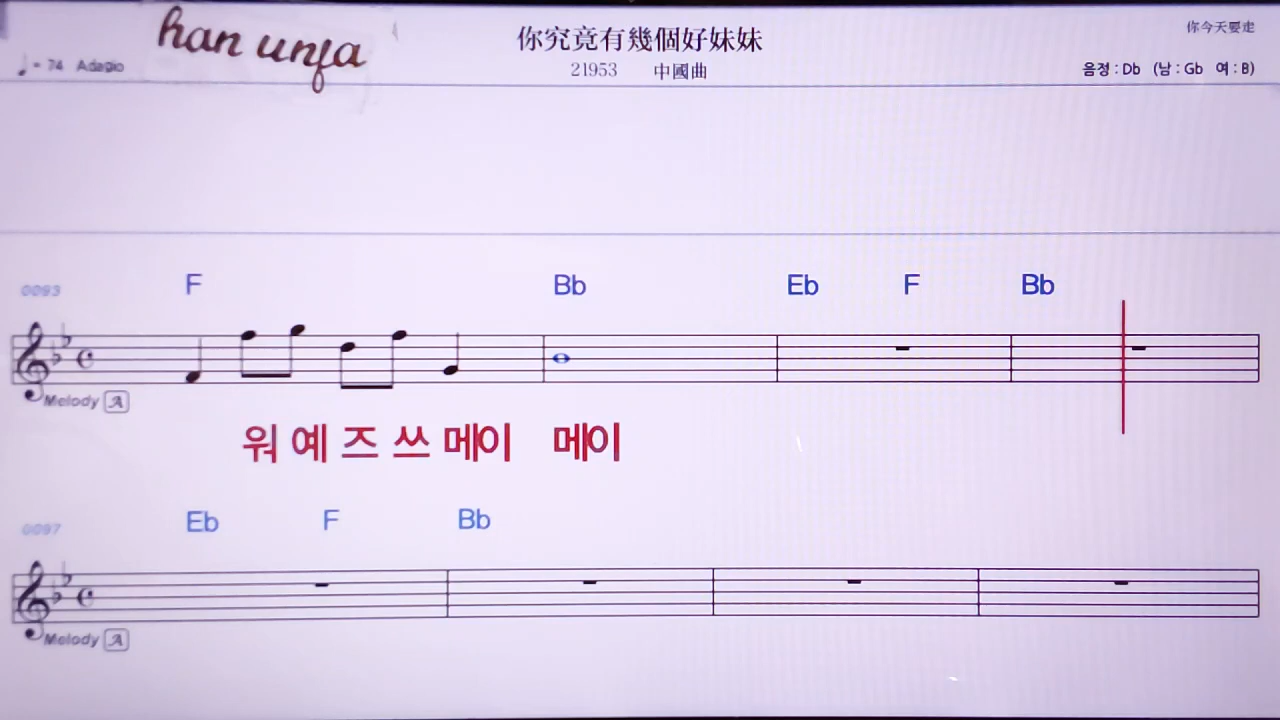 han unfa
你究竟有幾個好妹妹
你今天要走
♩= 74 Adagio
21953 中國曲
음정 : Db (남 : Gb 여 : B)
0093
F Bb Eb F Bb
Melody A
워 예 즈 쓰 메이 메이
0097
Eb F Bb
Melody A